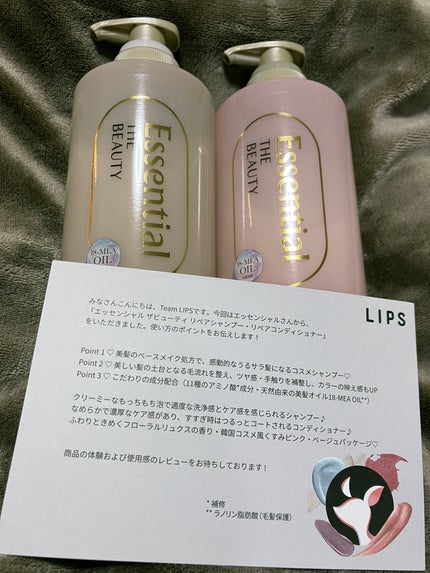 Essential
THE
BEAUTY
18-MEA
OIL
Essential
THE
BEAUTY
18-MEA
OIL
LIPS
みなさんこんにちは、Team LIPSです。今回はエッセンシャルさんから、
「エッセンシャル ザビューティ リペアシャンプー・リペアコンディショナー」
をいただきました。使い方のポイントをお伝えします!
Point 1♡ 美髪のベースメイク処方で、感動的なうるサラ髪になるコスメシャンプー♡
Point 2♡ 美しい髪の土台となる毛流れを整え、ツヤ感・手触りを補整し、カラーの映え感もUP
Point 3♡ こだわりの成分配合(11種のアミノ酸*成分・天然由来の美髪オイル18-MEA OIL**)
クリーミーなもっちもち泡で適度な洗浄感とケア感を感じられるシャンプー♪
なめらかで濃厚なケア感があり、すすぎ時はつるっとコートされるコンディショナー♪
ふわりときめくフローラルリュクスの香り・韓国コスメ風くすみピンク・ベージュパッケージ♡
商品の体験および使用感のレビューをお待ちしております!
* 補修
** ラノリン脂肪酸(毛髪保護)